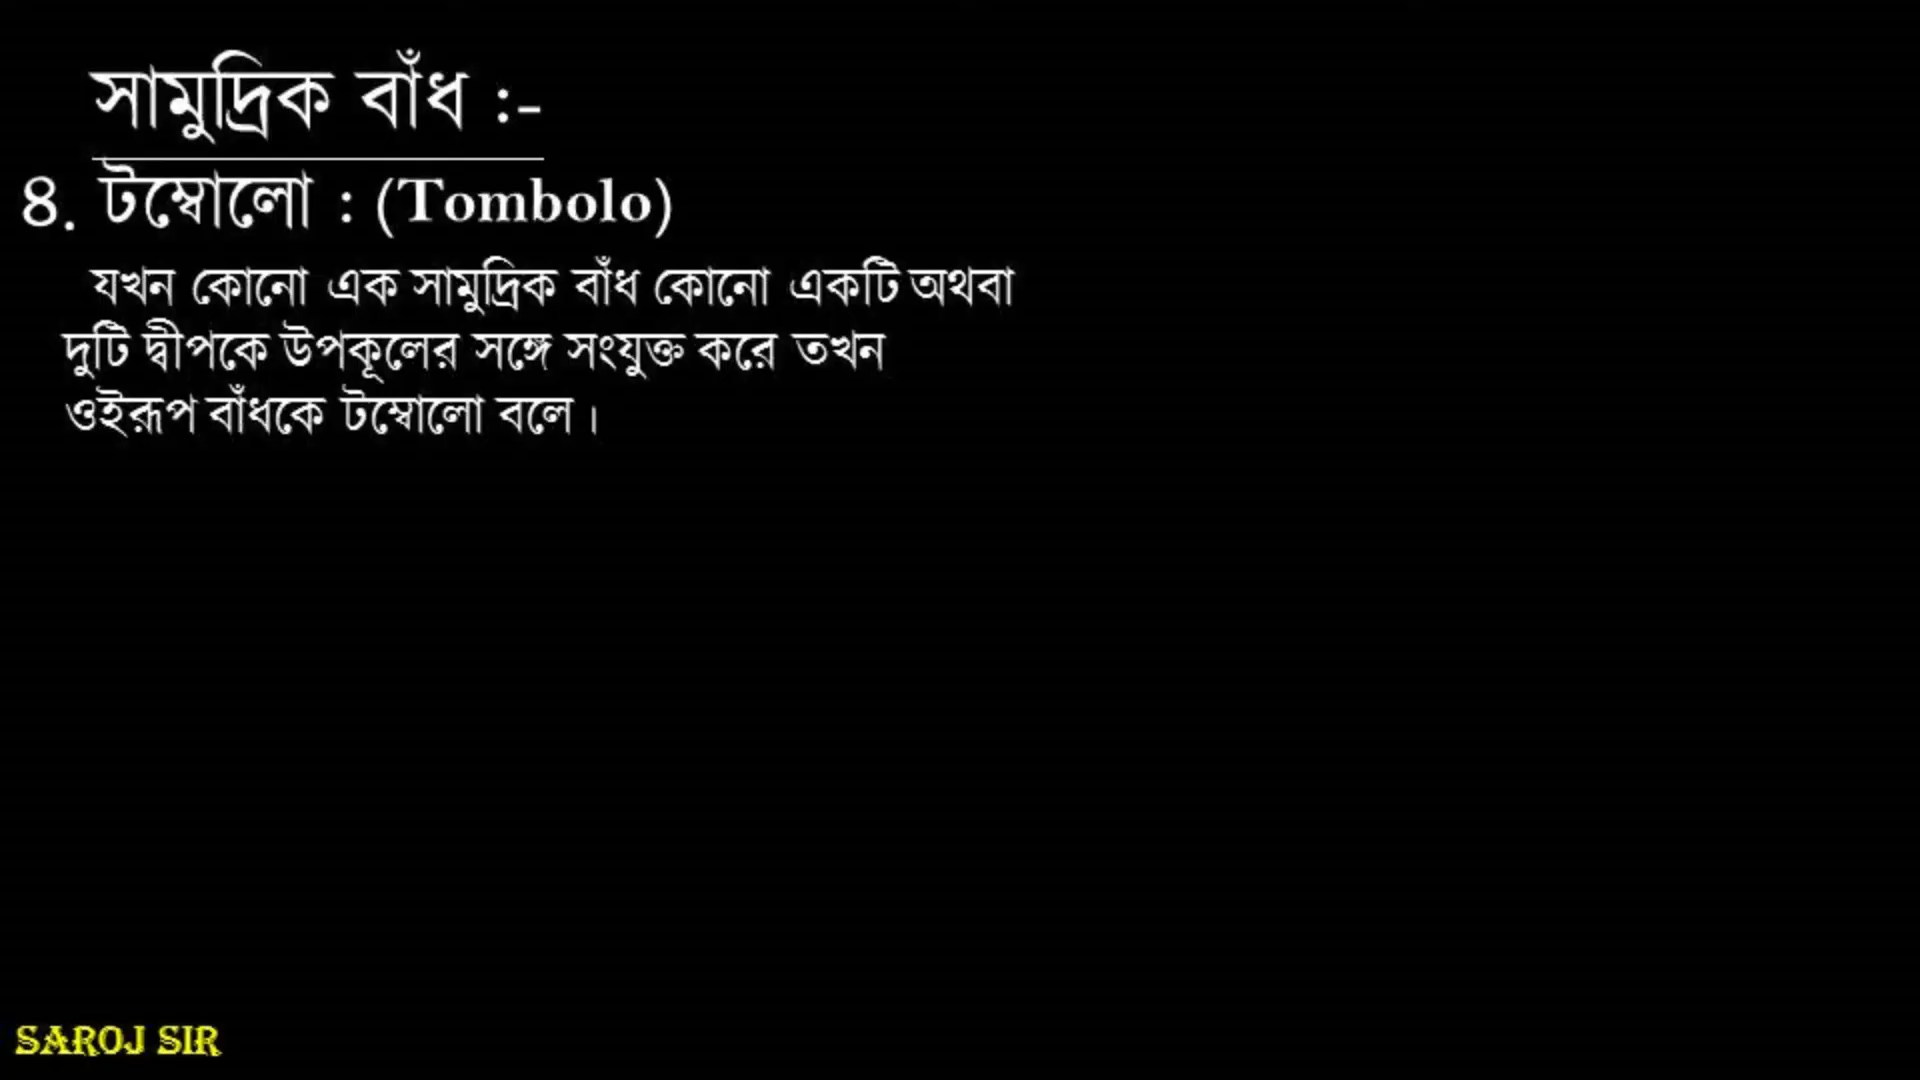 সামুদ্রিক বাঁধ :-
৪. টম্বোলো : (Tombolo)
যখন কোনো এক সামুদ্রিক বাঁধ কোনো একটি অথবা
দুটি দ্বীপকে উপকূলের সঙ্গে সংযুক্ত করে তখন
ওইরূপ বাঁধকে টম্বোলো বলে।
SAROJ SIR